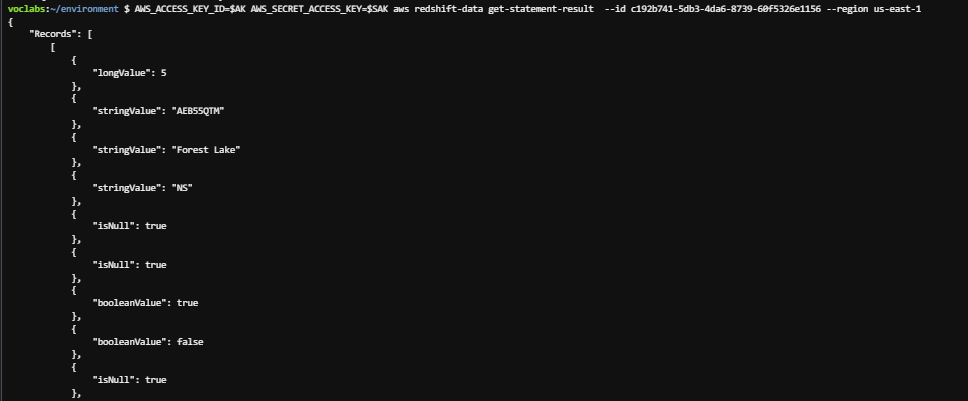 voclabs:~/environment $ AWS_ACCESS_KEY_ID=$AK AWS_SECRET_ACCESS_KEY=$SAK aws redshift-data get-statement-result  --id c192b741-5db3-4da6-8739-60f5326e1156 --region us-east-1
{
    "Records": [
        [
            {
                "longValue": 5
            },
            {
                "stringValue": "AEB55QTM"
            },
            {
                "stringValue": "Forest Lake"
            },
            {
                "stringValue": "NS"
            },
            {
                "isNull": true
            },
            {
                "isNull": true
            },
            {
                "booleanValue": true
            },
            {
                "booleanValue": false
            },
            {
                "isNull": true
            },